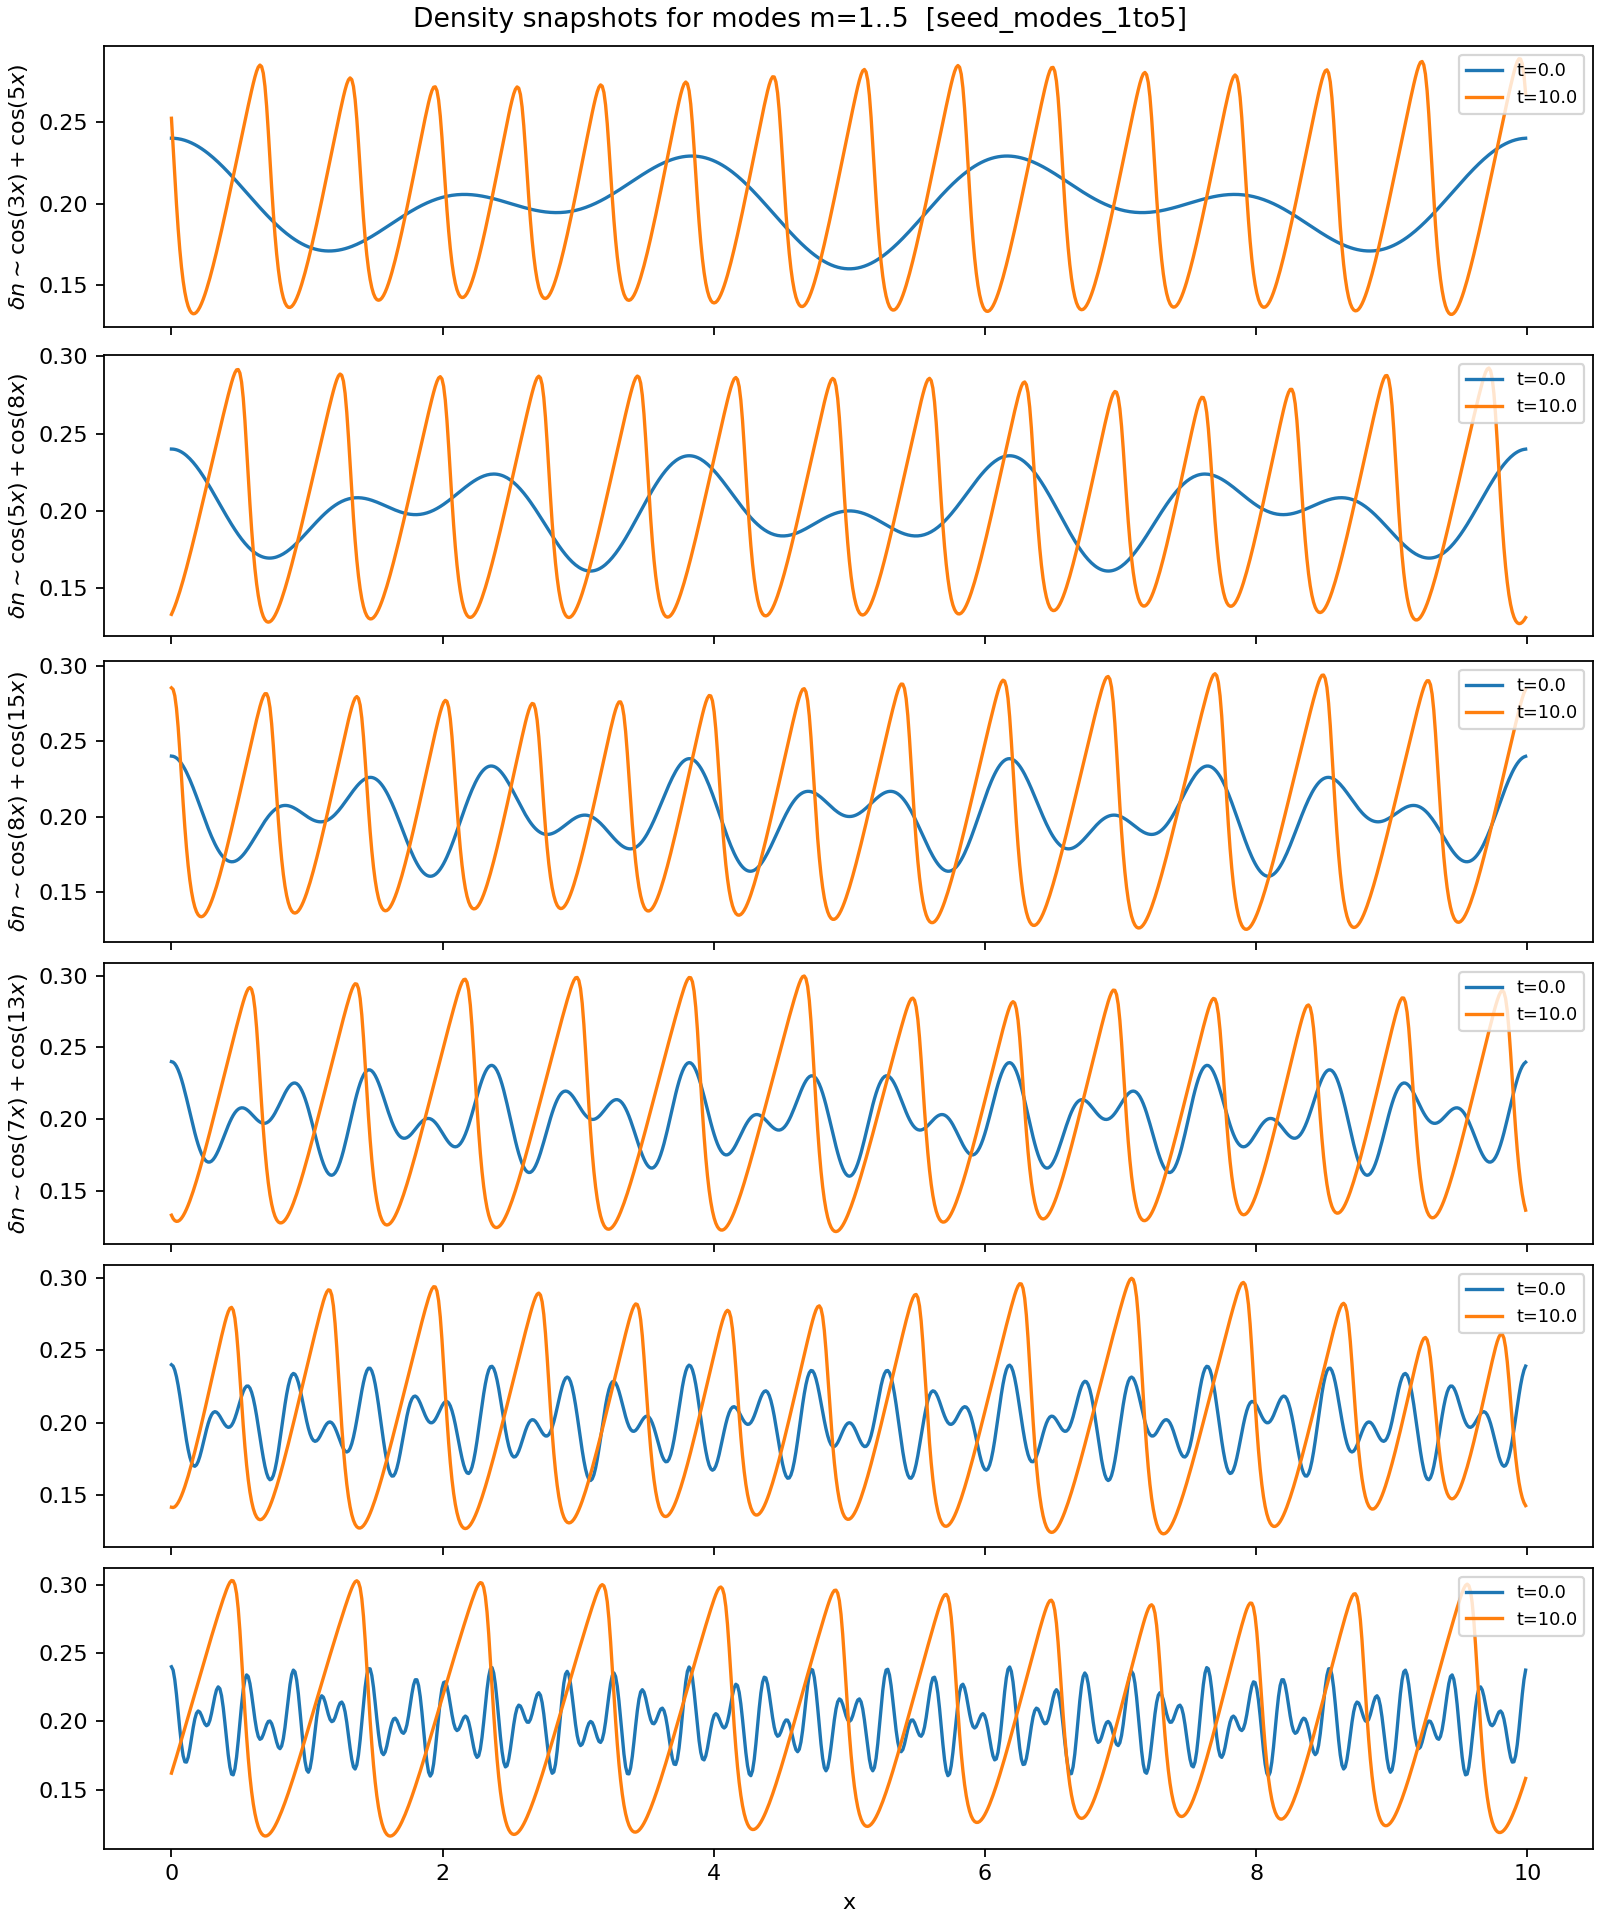 Density snapshots for modes m=1..5 [seed_modes_1to5]
δn ~ cos(3x) + cos(5x)
0.25
0.20
0.15
t=0.0
t=10.0
δn ~ cos(5x) + cos(8x)
0.30
0.25
0.20
0.15
t=0.0
t=10.0
δn ~ cos(8x) + cos(15x)
0.30
0.25
0.20
0.15
t=0.0
t=10.0
δn ~ cos(7x) + cos(13x)
0.30
0.25
0.20
0.15
t=0.0
t=10.0
0.30
0.25
0.20
0.15
t=0.0
t=10.0
0.30
0.25
0.20
0.15
t=0.0
t=10.0
0 2 4 6 8 10
x